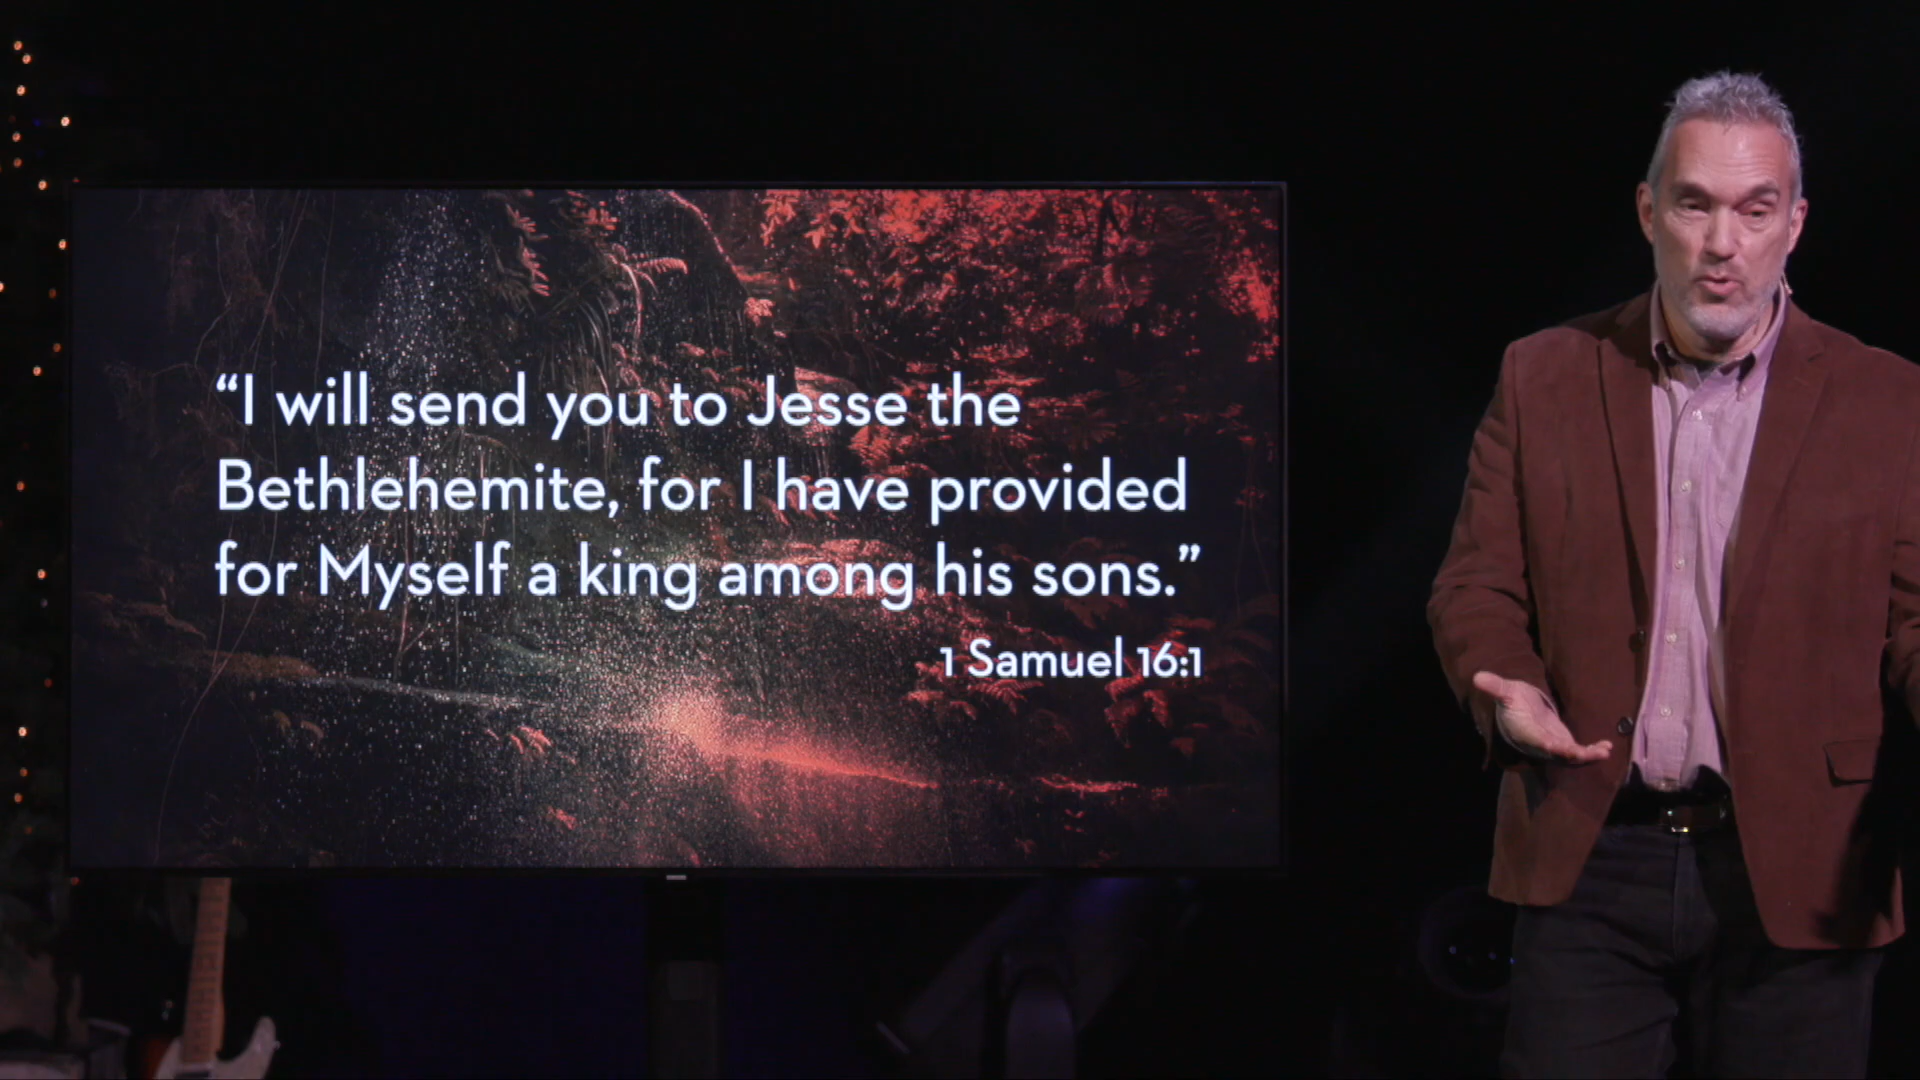 “I will send you to Jesse the
Bethlehemite, for I have provided
for Myself a king among his sons.”
1 Samuel 16:1